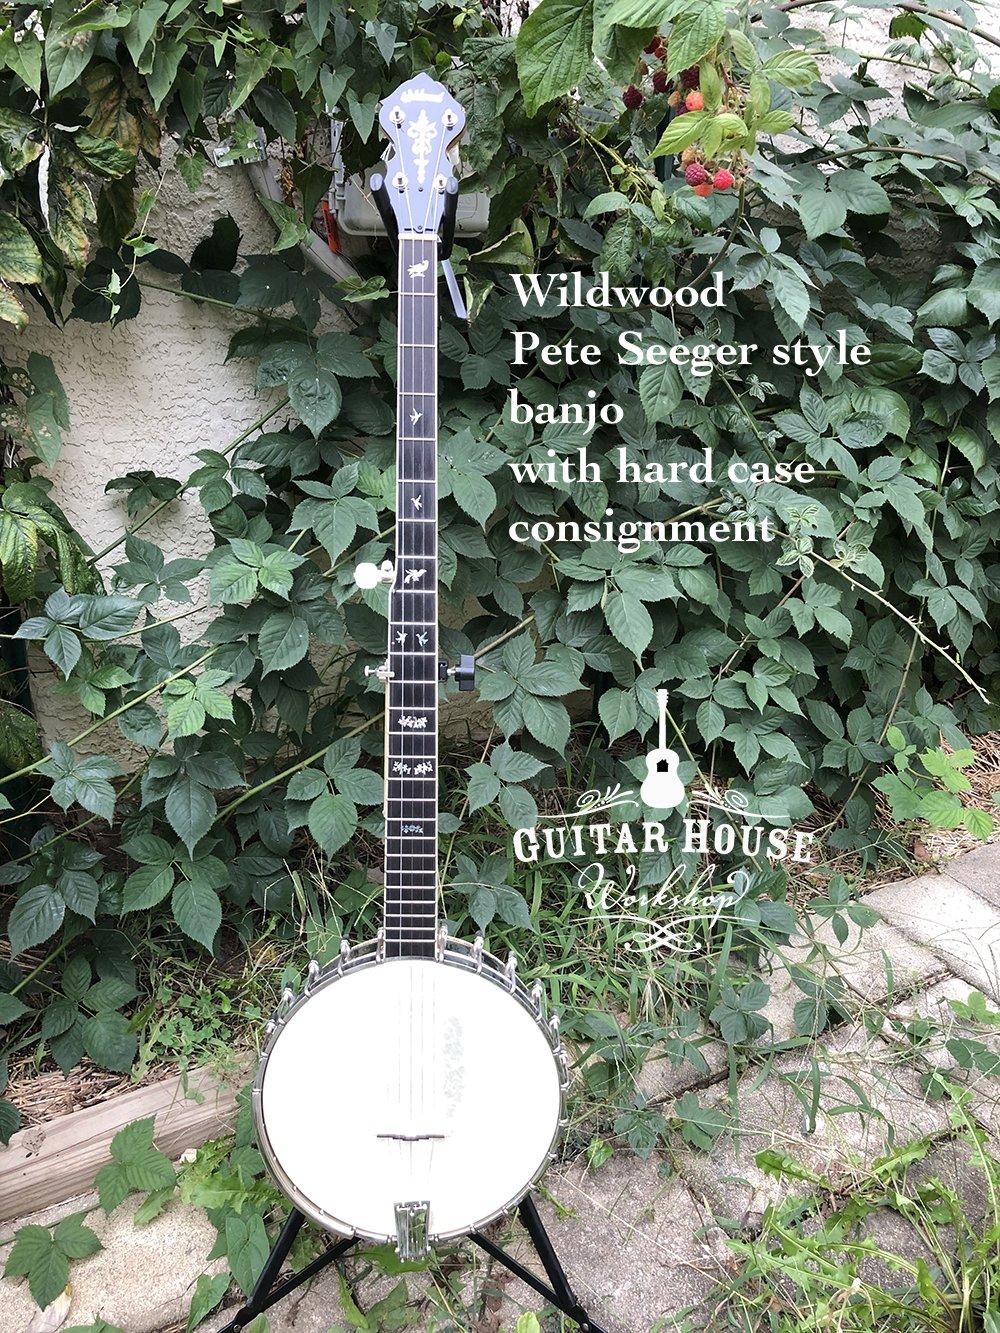 Wildwood
Pete Seeger style
banjo
with hard case
consignment
GUITAR HOUSE
Workshop